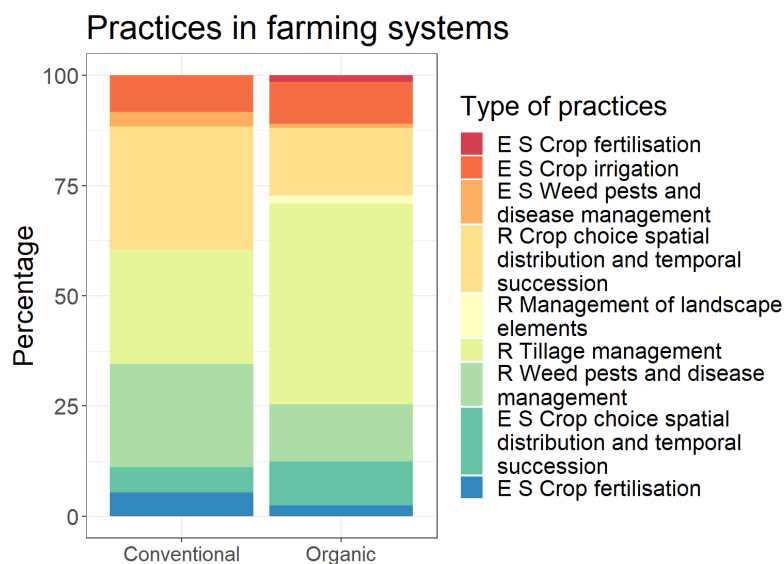 Practices in farming systems
Percentage
100
75
50
25
0
Conventional
Organic
Type of practices
E S Crop fertilisation
E S Crop irrigation
E S Weed pests and
disease management
R Crop choice spatial
distribution and temporal
succession
R Management of landscape
elements
R Tillage management
R Weed pests and disease
management
E S Crop choice spatial
distribution and temporal
succession
E S Crop fertilisation